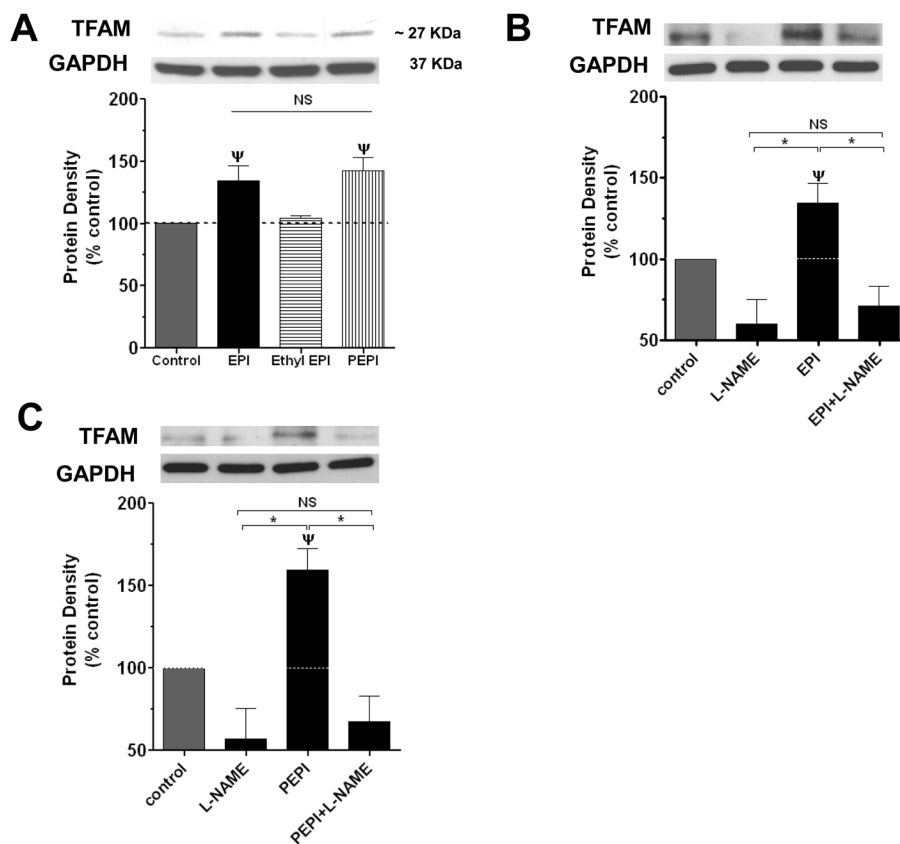 A
TFAM
~ 27 KDa
GAPDH
37 KDa
NS
200
150
100
50
0
Protein Density
(% control)
Ψ
Ψ
Control
EPI
Ethyl EPI
PEPI
B
TFAM
GAPDH
200
150
100
50
Protein Density
(% control)
NS
*
*
Ψ
control
L-NAME
EPI
EPI+L-NAME
C
TFAM
GAPDH
200
150
100
50
Protein Density
(% control)
NS
*
*
Ψ
control
L-NAME
PEPI
PEPI+L-NAME